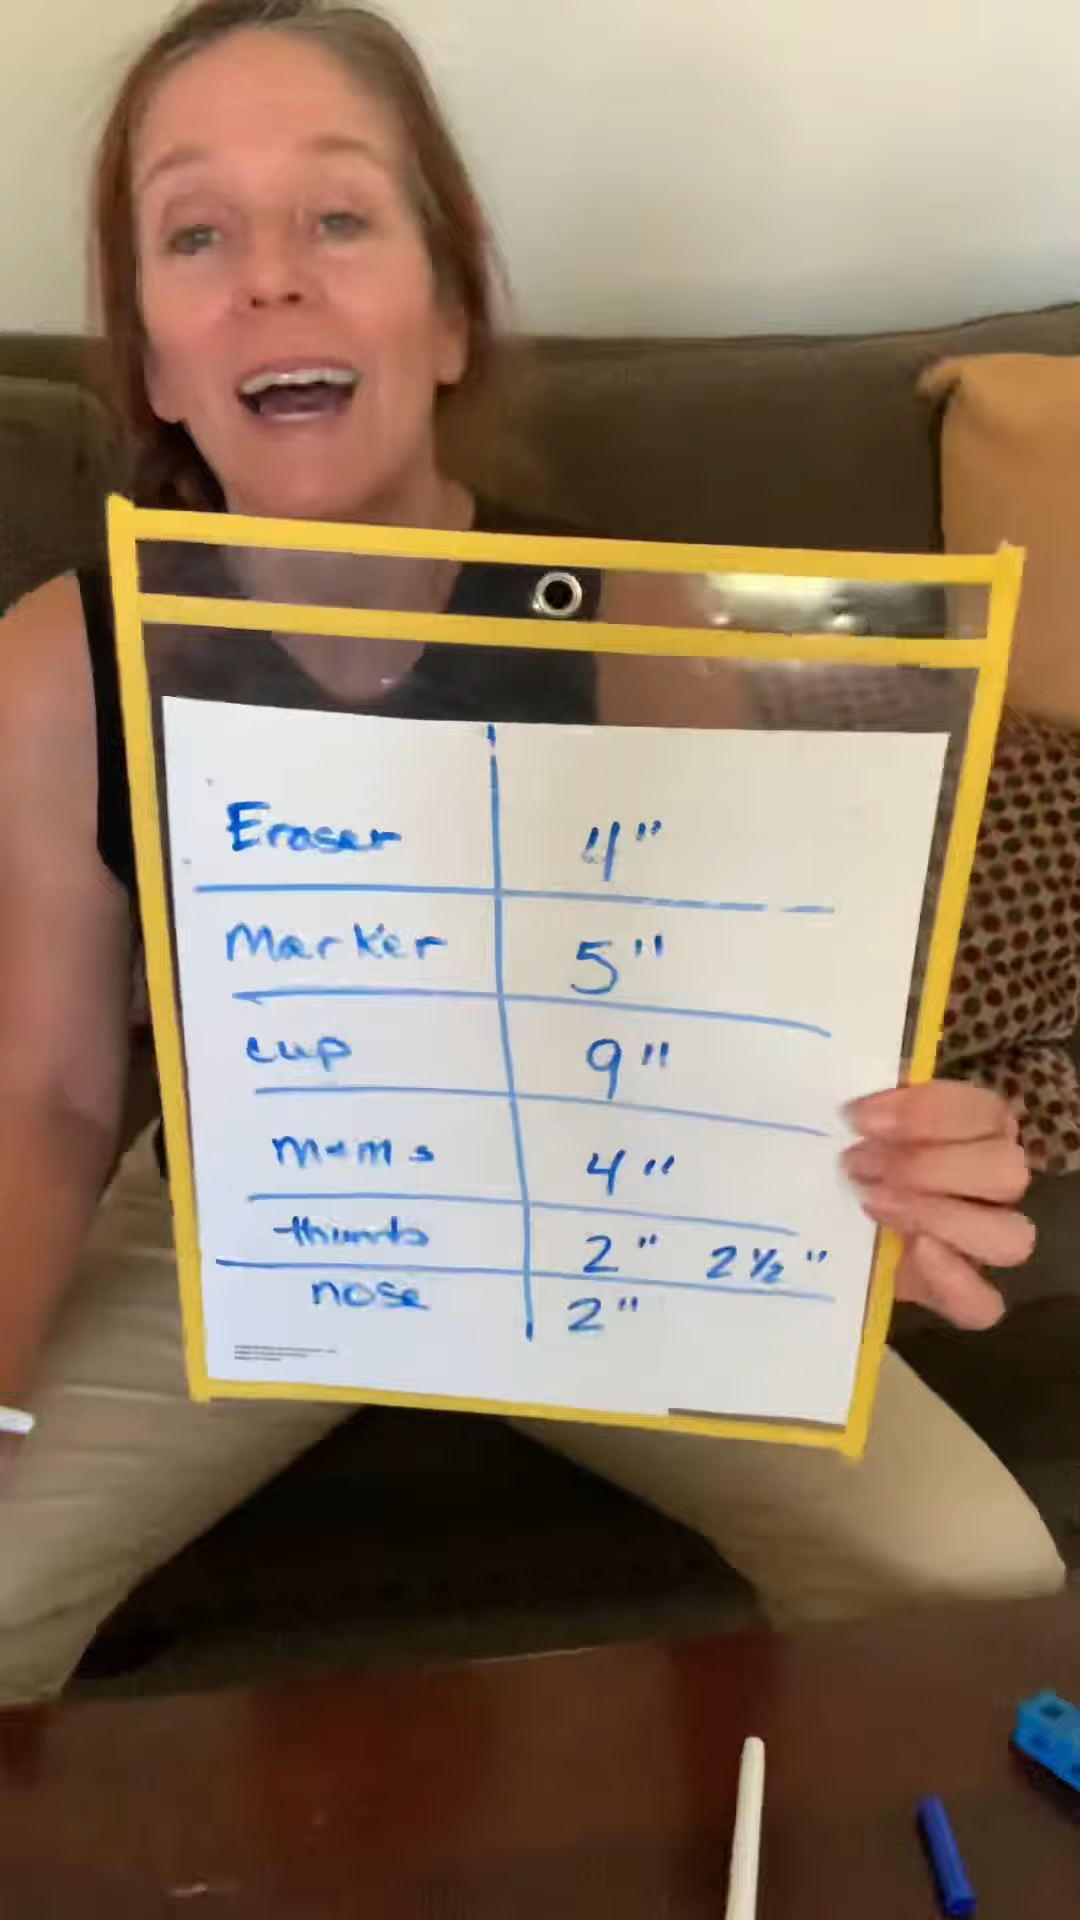 Eraser 4"
Marker 5"
cup 9"
M+Ms 4"
thumb 2" 2½"
nose 2"